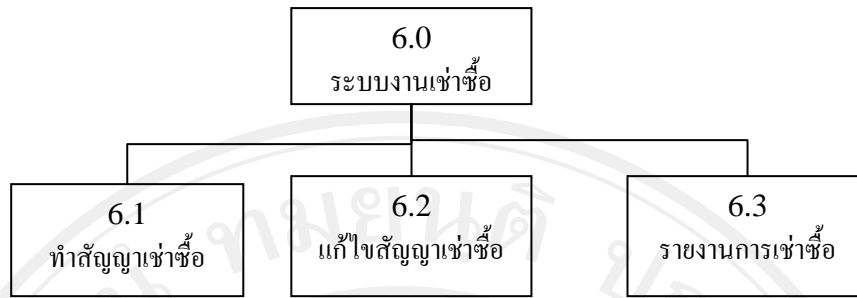 6.0
ระบบงานเช่าซื้อ
6.1
ทำสัญญาเช่าซื้อ
6.2
แก้ไขสัญญาเช่าซื้อ
6.3
รายงานการเช่าซื้อ